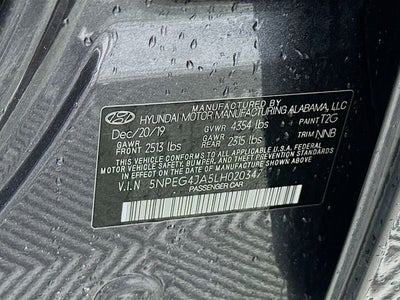 MANUFACTURED BY
HYUNDAI MOTOR MANUFACTURING ALABAMA, LLC
Dec/20/19 GVWR 4354 lbs PAINT T2G
GAWR FRONT 2513 lbs GAWR REAR 2315 lbs TRIM NNB
THIS VEHICLE CONFORMS TO ALL APPLICABLE FEDERAL
MOTOR VEHICLE SAFETY, BUMPER, AND THEFT
PREVENTION STANDARDS IN EFFECT ON THE DATE OF
MANUFACTURE SHOWN ABOVE.
V.I.N 5NPEG4JA5LH020347
PASSENGER CAR